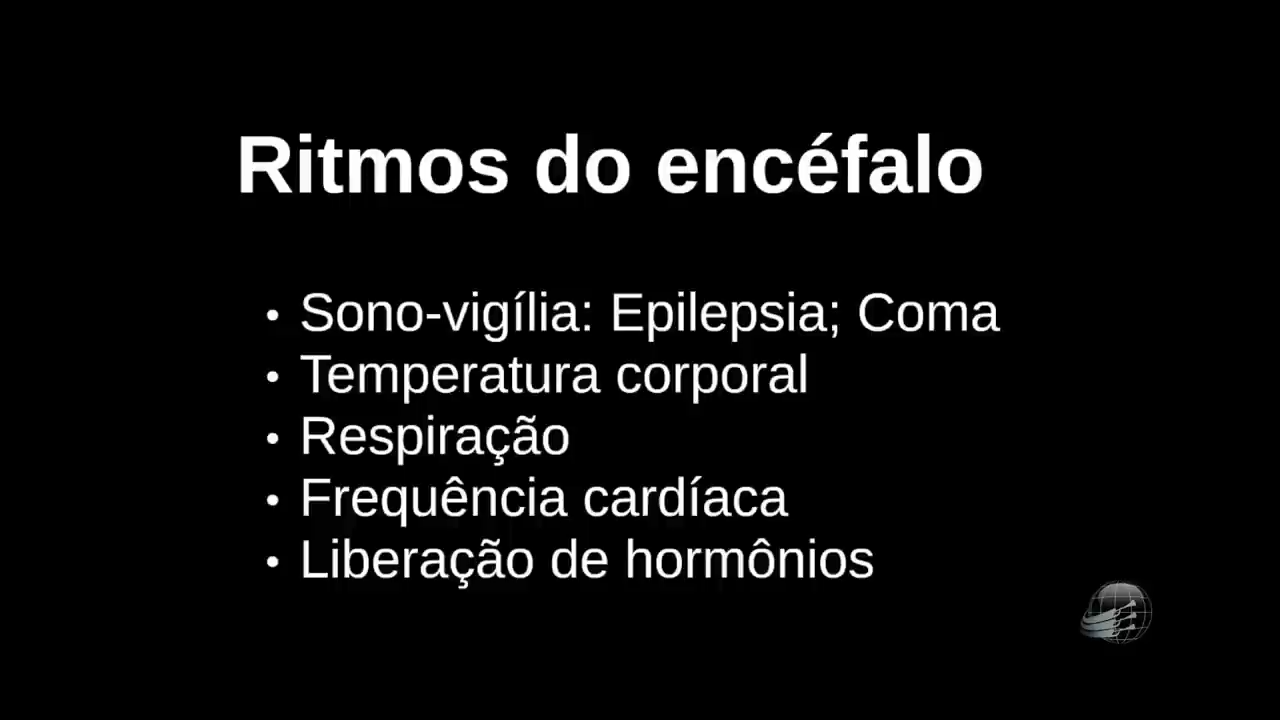 Ritmos do encéfalo
• Sono-vigília: Epilepsia; Coma
• Temperatura corporal
• Respiração
• Frequência cardíaca
• Liberação de hormônios